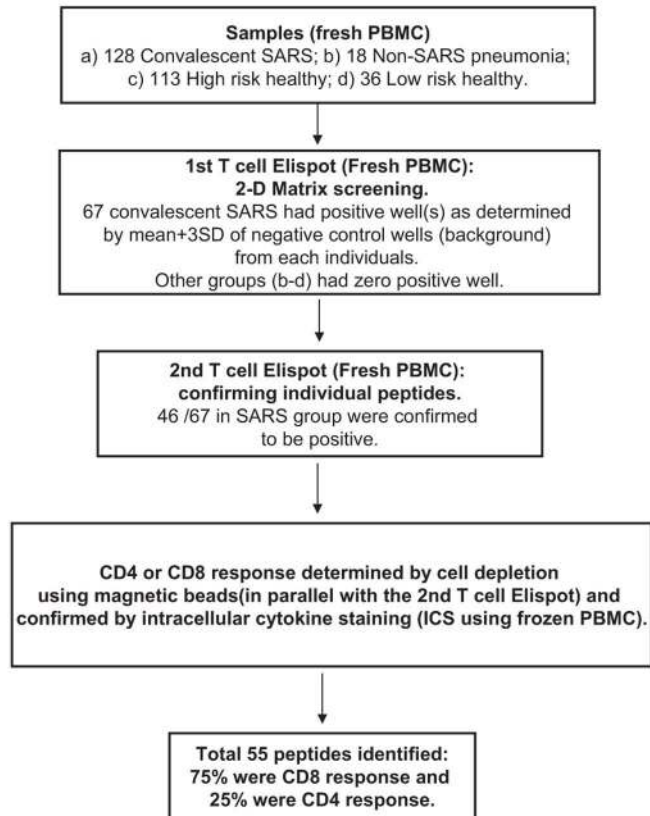 Samples (fresh PBMC)
a) 128 Convalescent SARS; b) 18 Non-SARS pneumonia;
c) 113 High risk healthy; d) 36 Low risk healthy.
1st T cell Elispot (Fresh PBMC):
2-D Matrix screening.
67 convalescent SARS had positive well(s) as determined
by mean+3SD of negative control wells (background)
from each individuals.
Other groups (b-d) had zero positive well.
2nd T cell Elispot (Fresh PBMC):
confirming individual peptides.
46 /67 in SARS group were confirmed
to be positive.
CD4 or CD8 response determined by cell depletion
using magnetic beads(in parallel with the 2nd T cell Elispot) and
confirmed by intracellular cytokine staining (ICS using frozen PBMC).
Total 55 peptides identified:
75% were CD8 response and
25% were CD4 response.